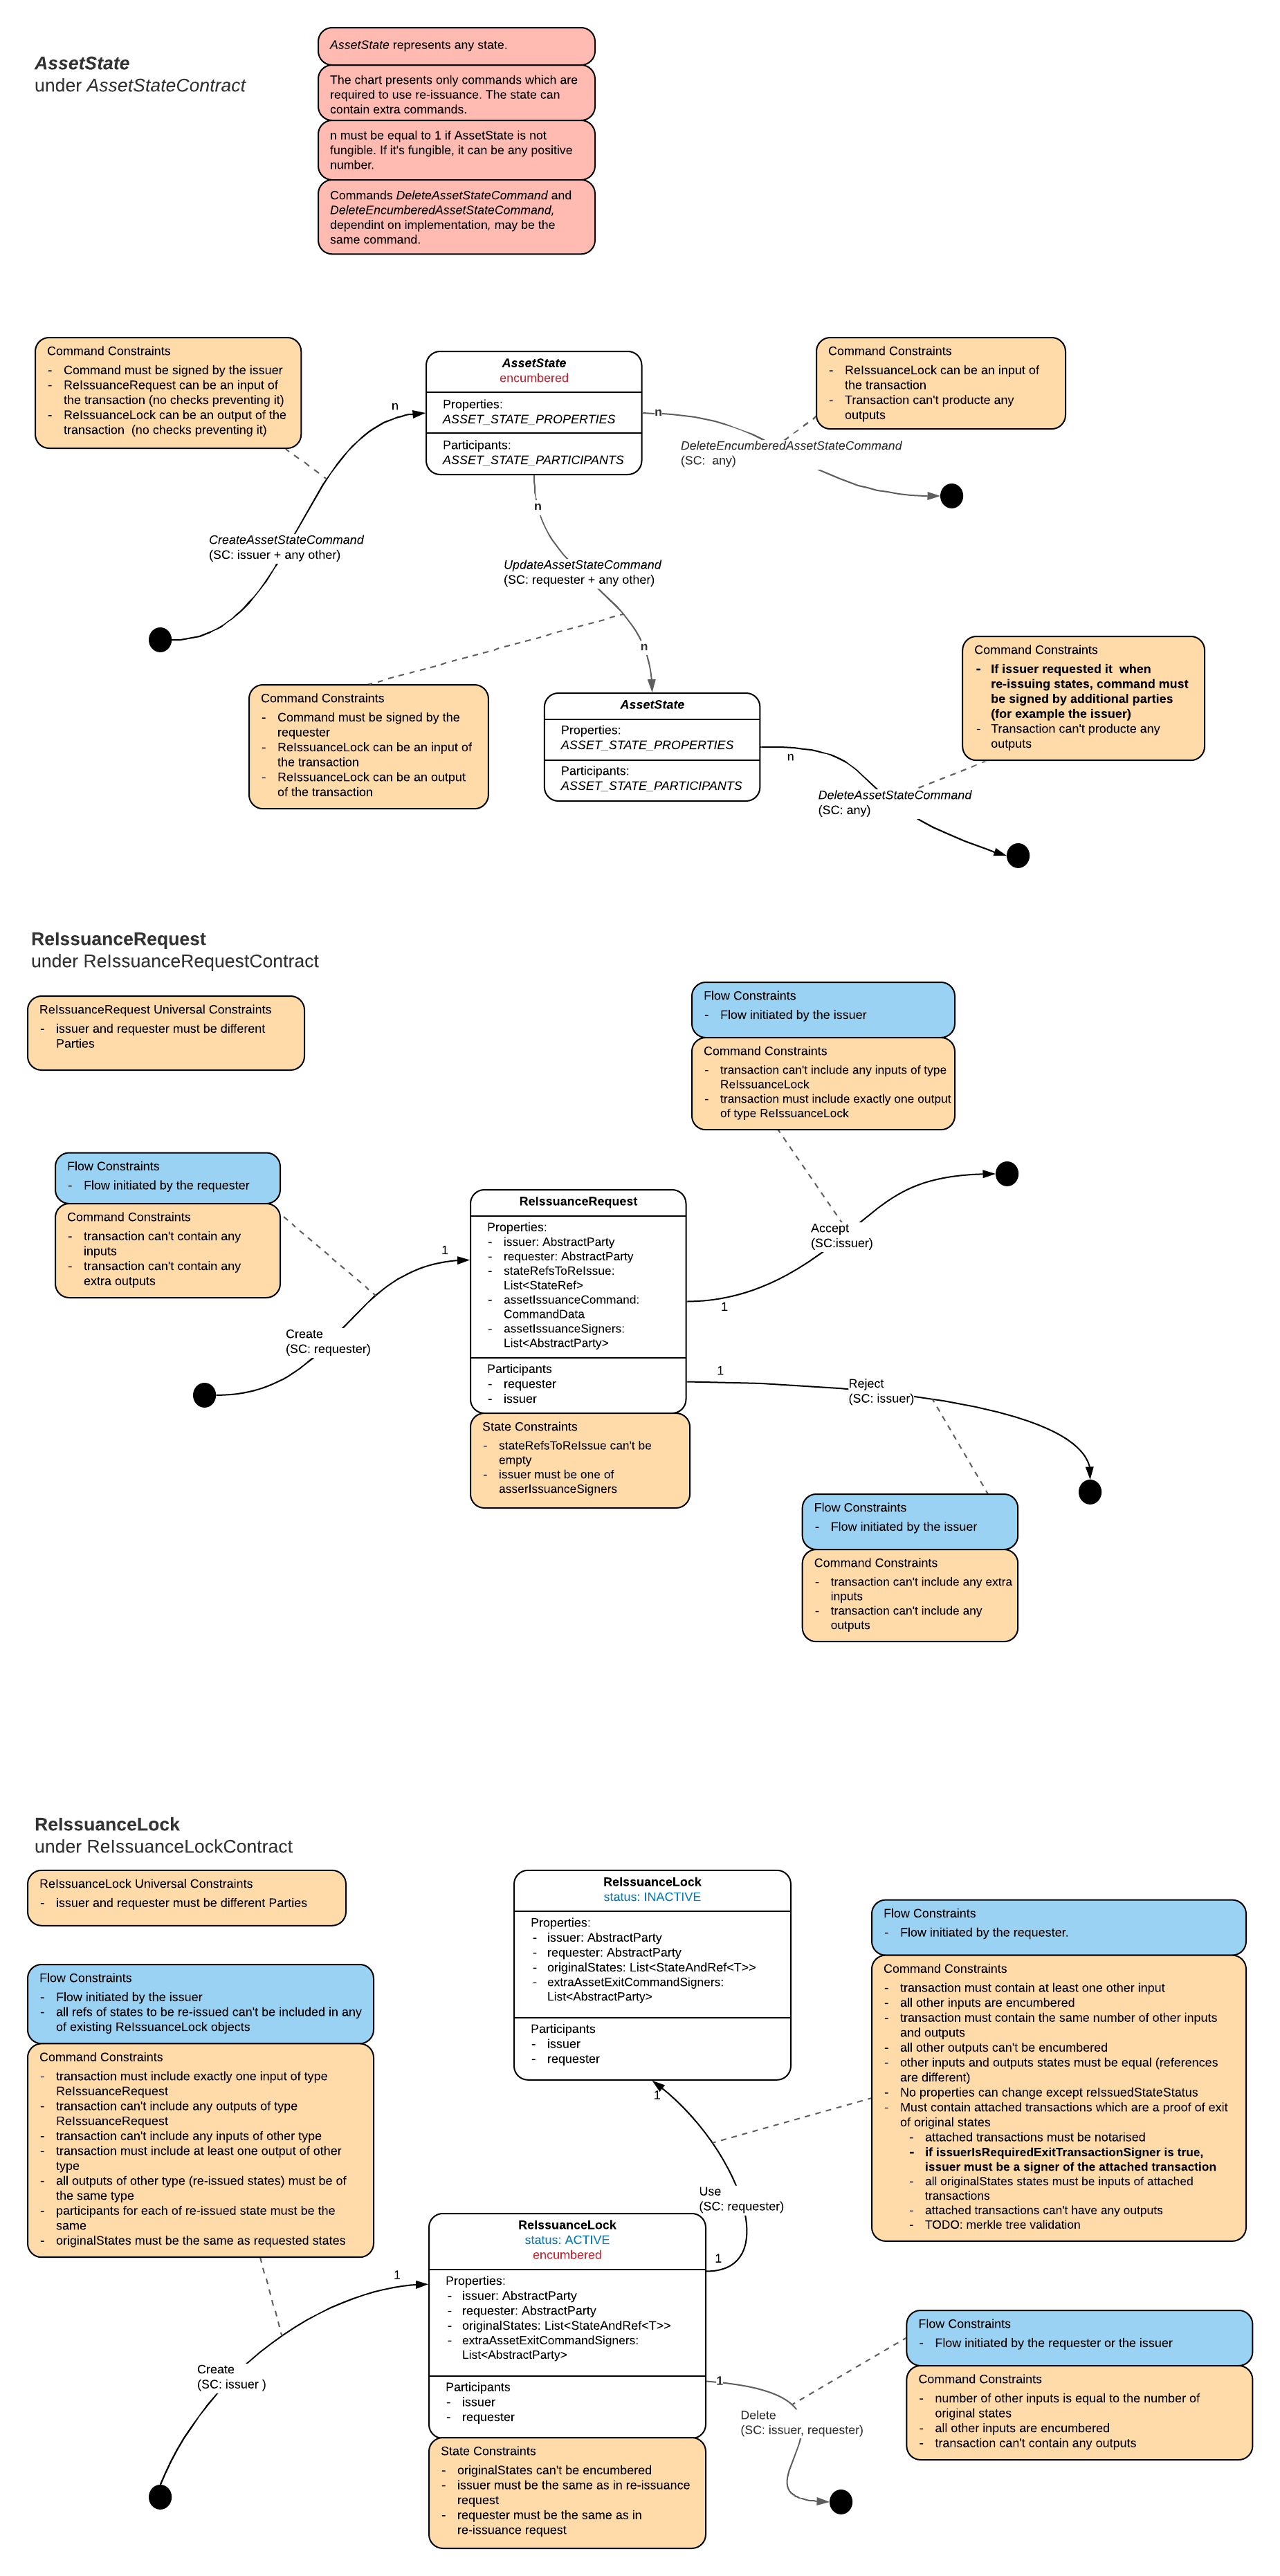 AssetState
under AssetStateContract
AssetState represents any state.
The chart presents only commands which are
required to use re-issuance. The state can
contain extra commands.
n must be equal to 1 if AssetState is not
fungible. If it's fungible, it can be any positive
number.
Commands DeleteAssetStateCommand and
DeleteEncumberedAssetStateCommand,
dependint on implementation, may be the
same command.
Command Constraints
- Command must be signed by the issuer
- ReIssuanceRequest can be an input of
the transaction (no checks preventing it)
- ReIssuanceLock can be an output of the
transaction (no checks preventing it)
n
AssetState
encumbered
Properties:
ASSET_STATE_PROPERTIES
Participants:
ASSET_STATE_PARTICIPANTS
n
Command Constraints
- ReIssuanceLock can be an input of
the transaction
- Transaction can't producte any
outputs
DeleteEncumberedAssetStateCommand
(SC: any)
n
CreateAssetStateCommand
(SC: issuer + any other)
UpdateAssetStateCommand
(SC: requester + any other)
n
Command Constraints
- Command must be signed by the
requester
- ReIssuanceLock can be an input of
the transaction
- ReIssuanceLock can be an output
of the transaction
AssetState
Properties:
ASSET_STATE_PROPERTIES
Participants:
ASSET_STATE_PARTICIPANTS
n
Command Constraints
- If issuer requested it when
re-issuing states, command must
be signed by additional parties
(for example the issuer)
- Transaction can't producte any
outputs
DeleteAssetStateCommand
(SC: any)
ReIssuanceRequest
under ReIssuanceRequestContract
ReIssuanceRequest Universal Constraints
- issuer and requester must be different
Parties
Flow Constraints
- Flow initiated by the issuer
Command Constraints
- transaction can't include any inputs of type
ReIssuanceLock
- transaction must include exactly one output
of type ReIssuanceLock
Flow Constraints
- Flow initiated by the requester
Command Constraints
- transaction can't contain any
inputs
- transaction can't contain any
extra outputs
1
Create
(SC: requester)
ReIssuanceRequest
Properties:
- issuer: AbstractParty
- requester: AbstractParty
- stateRefsToReIssue:
List<StateRef>
- assetIssuanceCommand:
CommandData
- assetIssuanceSigners:
List<AbstractParty>
Participants
- requester
- issuer
State Constraints
- stateRefsToReIssue can't be
empty
- issuer must be one of
asserIssuanceSigners
Accept
(SC:issuer)
1
1
Reject
(SC: issuer)
Flow Constraints
- Flow initiated by the issuer
Command Constraints
- transaction can't include any extra
inputs
- transaction can't include any
outputs
ReIssuanceLock
under ReIssuanceLockContract
ReIssuanceLock Universal Constraints
- issuer and requester must be different Parties
Flow Constraints
- Flow initiated by the issuer
- all refs of states to be re-issued can't be included in any
of existing ReIssuanceLock objects
Command Constraints
- transaction must include exactly one input of type
ReIssuanceRequest
- transaction can't include any outputs of type
ReIssuanceRequest
- transaction can't include any inputs of other type
- transaction must include at least one output of other
type
- all outputs of other type (re-issued states) must be of
the same type
- participants for each of re-issued state must be the
same
- originalStates must be the same as requested states
ReIssuanceLock
status: INACTIVE
Properties:
- issuer: AbstractParty
- requester: AbstractParty
- originalStates: List<StateAndRef<T>>
- extraAssetExitCommandSigners:
List<AbstractParty>
Participants
- issuer
- requester
1
Flow Constraints
- Flow initiated by the requester.
Command Constraints
- transaction must contain at least one other input
- all other inputs are encumbered
- transaction must contain the same number of other inputs
and outputs
- all other outputs can't be encumbered
- other inputs and outputs states must be equal (references
are different)
- No properties can change except reIssuedStateStatus
- Must contain attached transactions which are a proof of exit
of original states
- attached transactions must be notarised
- if issuerIsRequiredExitTransactionSigner is true,
issuer must be a signer of the attached transaction
- all originalStates states must be inputs of attached
transactions
- attached transactions can't have any outputs
- TODO: merkle tree validation
Use
(SC: requester)
1
1
Create
(SC: issuer )
ReIssuanceLock
status: ACTIVE
encumbered
Properties:
- issuer: AbstractParty
- requester: AbstractParty
- originalStates: List<StateAndRef<T>>
- extraAssetExitCommandSigners:
List<AbstractParty>
Participants
- issuer
- requester
State Constraints
- originalStates can't be encumbered
- issuer must be the same as in re-issuance
request
- requester must be the same as in
re-issuance request
1
Delete
(SC: issuer, requester)
Flow Constraints
- Flow initiated by the requester or the issuer
Command Constraints
- number of other inputs is equal to the number of
original states
- all other inputs are encumbered
- transaction can't contain any outputs